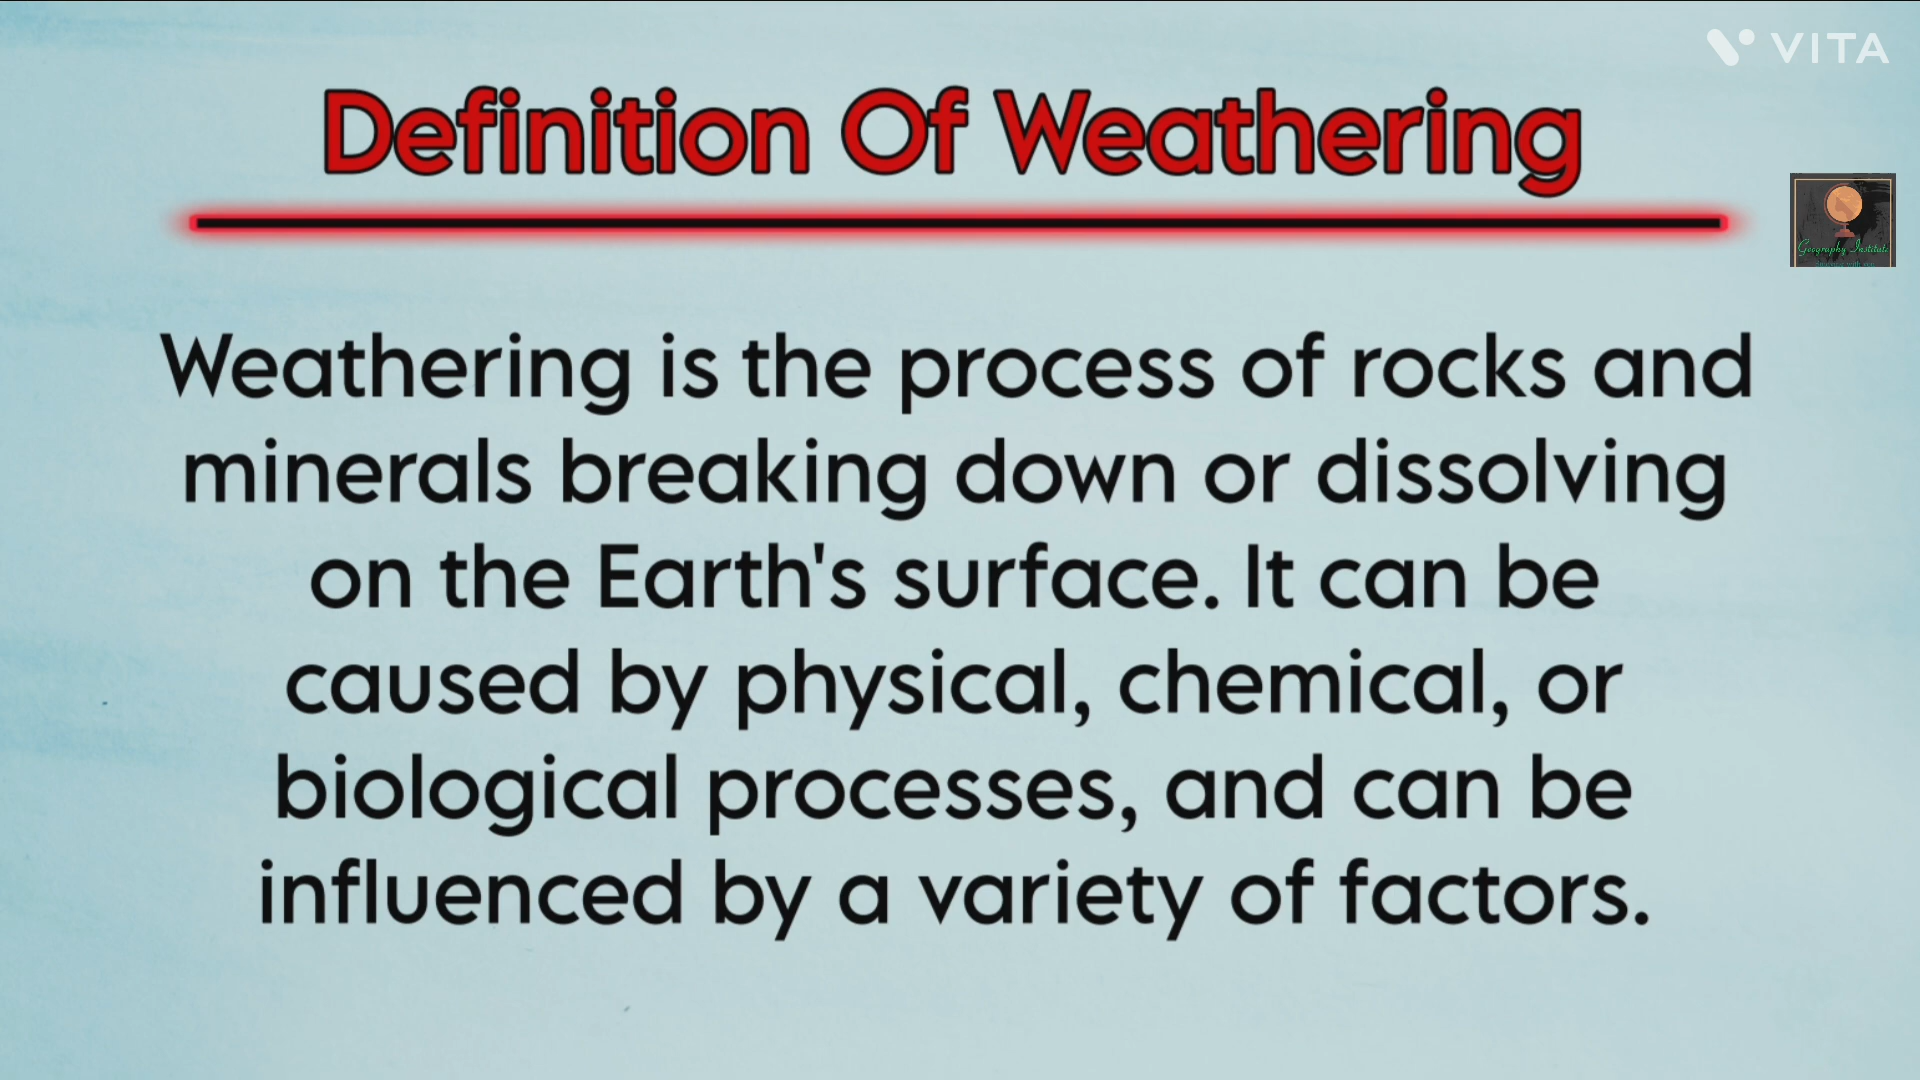 VITA
Definition Of Weathering
Geography Institute
Weathering is the process of rocks and
minerals breaking down or dissolving
on the Earth's surface. It can be
caused by physical, chemical, or
biological processes, and can be
influenced by a variety of factors.